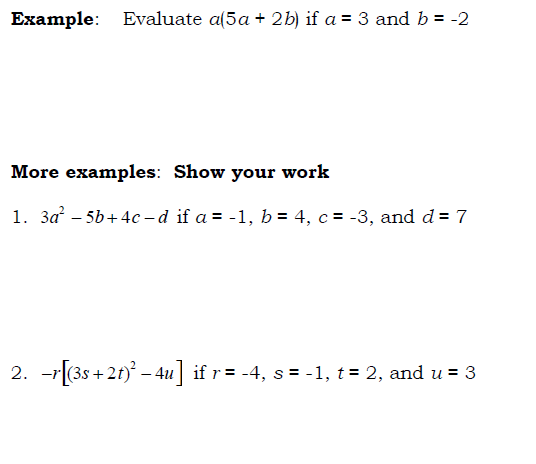 Example: Evaluate a(5a + 2b) if a = 3 and b = -2
More examples: Show your work
1. 3a² – 5b+4c – d if a = -1, b = 4, c = -3, and d = 7
2. –r[(3s + 2t)² – 4u] if r = -4, s = -1, t = 2, and u = 3